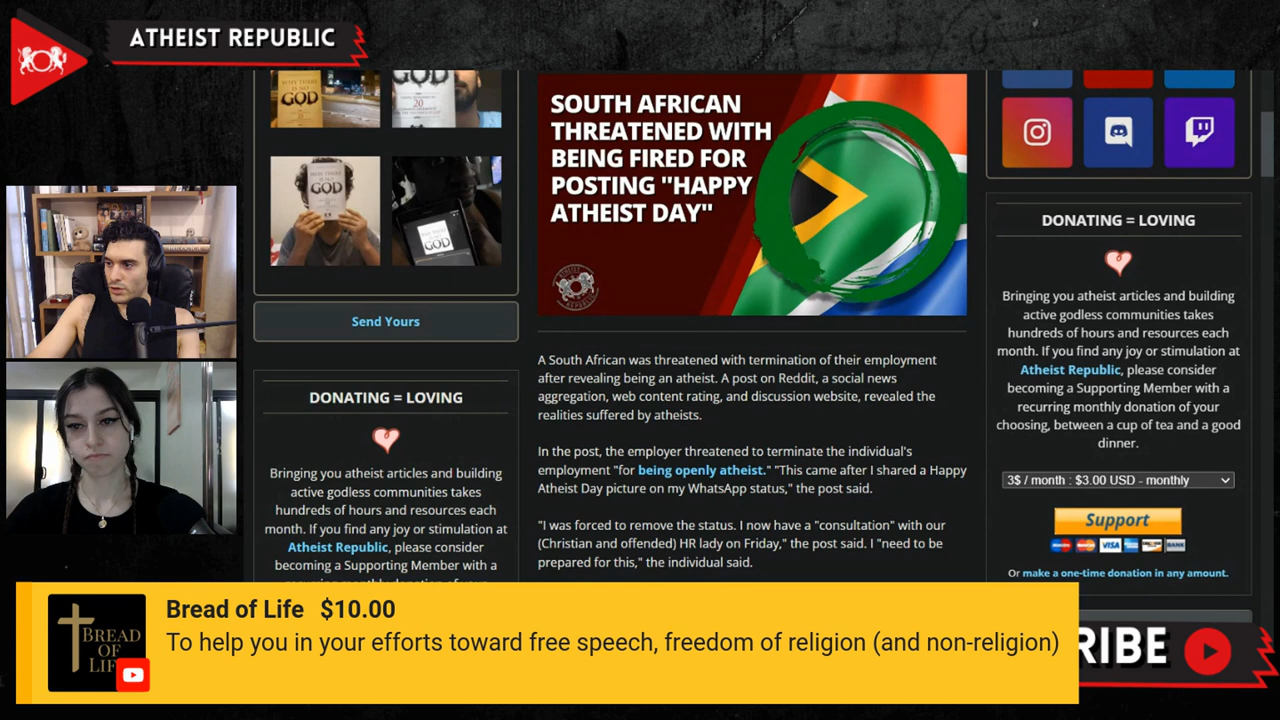 ATHEIST REPUBLIC
GOD
GOD
20
WHY THERE
IS NO
GOD
GOD
Send Yours
DONATING = LOVING
Bringing you atheist articles and building
active godless communities takes
hundreds of hours and resources each
month. If you find any joy or stimulation at
Atheist Republic, please consider
becoming a Supporting Member with a
SOUTH AFRICAN
THREATENED WITH
BEING FIRED FOR
POSTING "HAPPY
ATHEIST DAY"
A South African was threatened with termination of their employment
after revealing being an atheist. A post on Reddit, a social news
aggregation, web content rating, and discussion website, revealed the
realities suffered by atheists.
In the post, the employer threatened to terminate the individual's
employment "for being openly atheist." "This came after I shared a Happy
Atheist Day picture on my WhatsApp status," the post said.
"I was forced to remove the status. I now have a "consultation" with our
(Christian and offended) HR lady on Friday," the post said. I "need to be
prepared for this," the individual said.
DONATING = LOVING
Bringing you atheist articles and building
active godless communities takes
hundreds of hours and resources each
month. If you find any joy or stimulation at
Atheist Republic, please consider
becoming a Supporting Member with a
recurring monthly donation of your
choosing, between a cup of tea and a good
dinner.
3$ / month : $3.00 USD - monthly
Support
VISA
BANK
Or make a one-time donation in any amount.
BREAD
OF
LIF
Bread of Life $10.00
To help you in your efforts toward free speech, freedom of religion (and non-religion)
RIBE